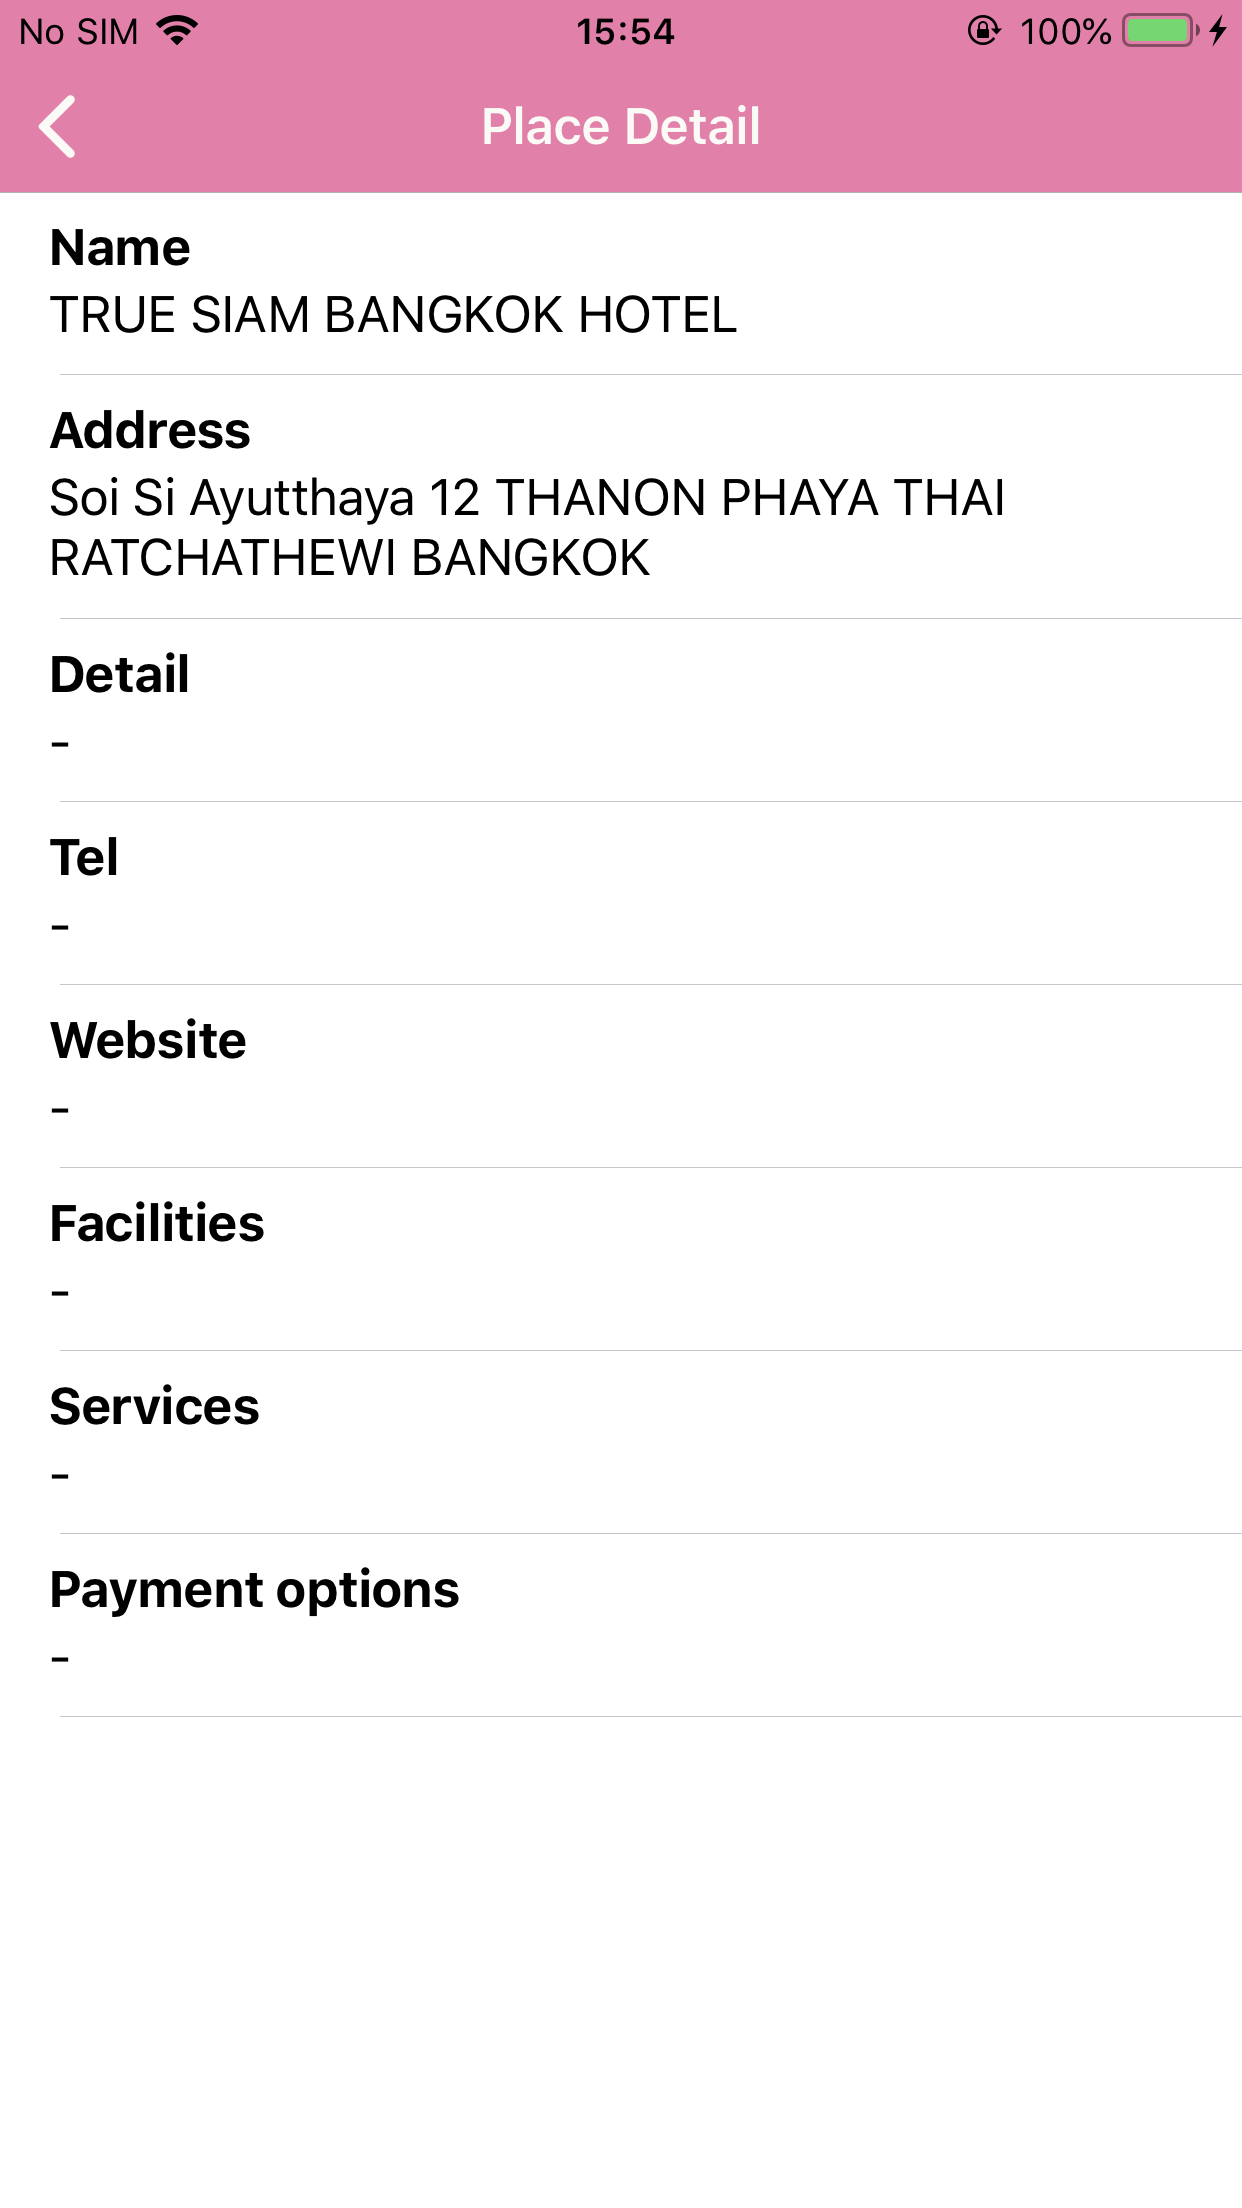 No SIM 15:54 100%
Place Detail
Name
TRUE SIAM BANGKOK HOTEL
Address
Soi Si Ayutthaya 12 THANON PHAYA THAI
RATCHATHEWI BANGKOK
Detail
-
Tel
-
Website
-
Facilities
-
Services
-
Payment options
-